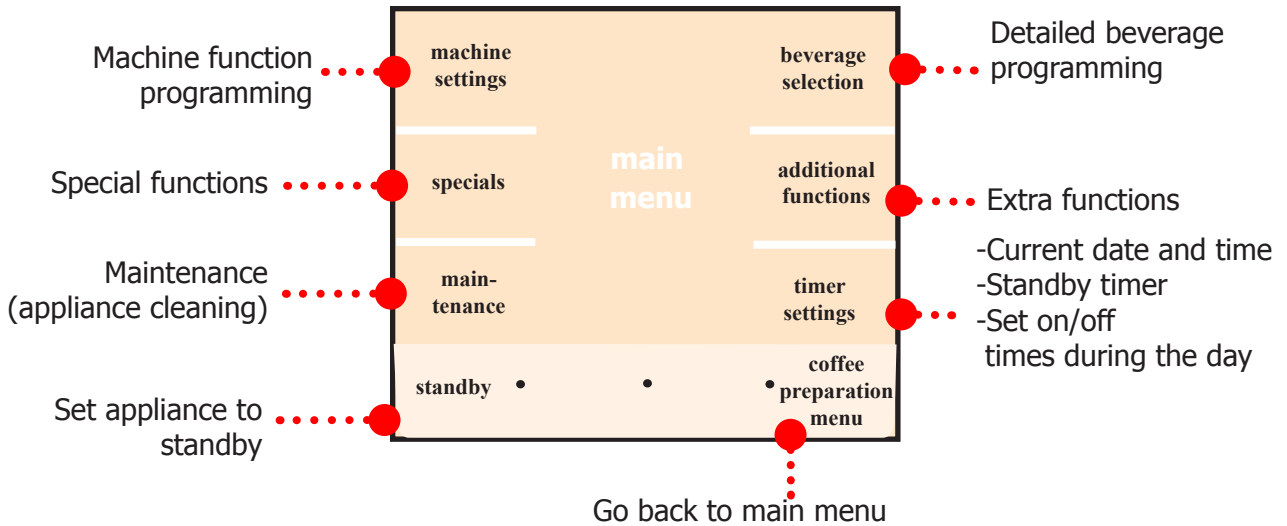 Machine function
programming
machine
settings
beverage
selection
Detailed beverage
programming
Special functions
specials
main
menu
additional
functions
Extra functions
Maintenance
(appliance cleaning)
main-
tenance
timer
settings
-Current date and time
-Standby timer
-Set on/off
times during the day
Set appliance to
standby
standby
coffee
preparation
menu
Go back to main menu